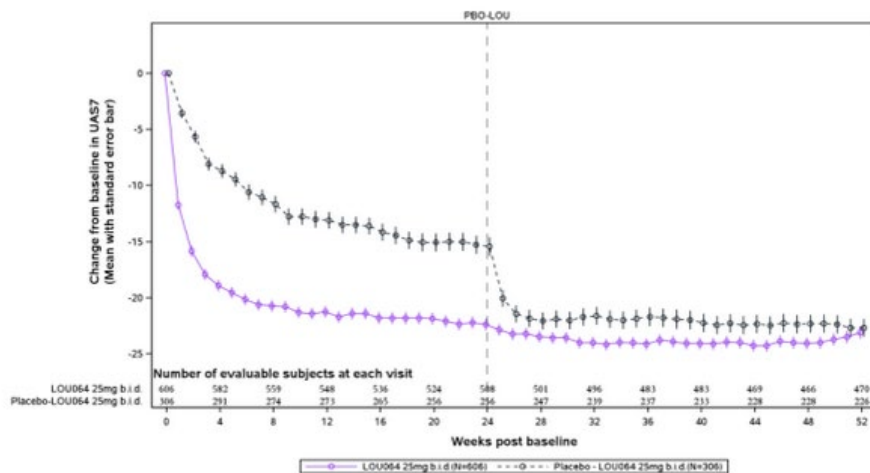 PBO-LOU
Change from baseline in UAS7
(Mean with standard error bar)
0
-5
-10
-15
-20
-25
Number of evaluable subjects at each visit
LOU064 25mg b.i.d. 606 582 559 548 536 524 508 501 496 483 483 469 466 470
Placebo-LOU064 25mg b.i.d. 306 291 274 273 265 256 256 247 239 237 233 228 228 226
0 4 8 12 16 20 24 28 32 36 40 44 48 52
Weeks post baseline
LOU064 25mg b.i.d (N=606) Placebo - LOU064 25mg b.i.d (N=306)